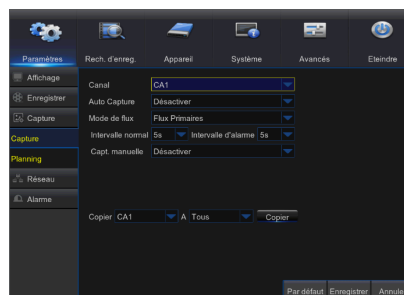 Paramètres Rech. d'enreg. Appareil Système Avancés Eteindre
Affichage
Enregistrer
Capture
Capture
Planning
Réseau
Alarme
Canal CA1
Auto Capture Désactiver
Mode de flux Flux Primaires
Intervalle normal 5s Intervalle d'alarme 5s
Capt. manuelle Désactiver
Copier CA1 A Tous Copier
Par défaut Enregistrer Annule